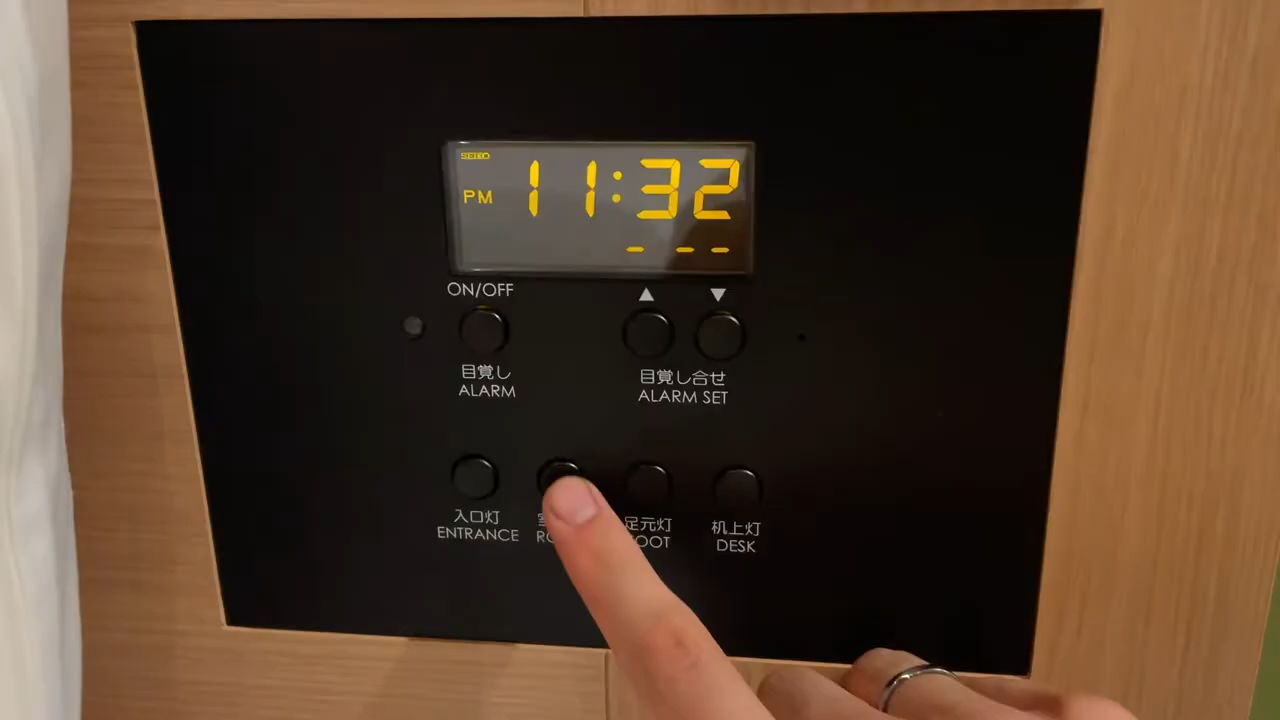 SEIKO
PM 11:32
- --
ON/OFF ▲ ▼
目覚し 目覚し合せ
ALARM ALARM SET
入口灯 足元灯 机上灯
ENTRANCE DESK